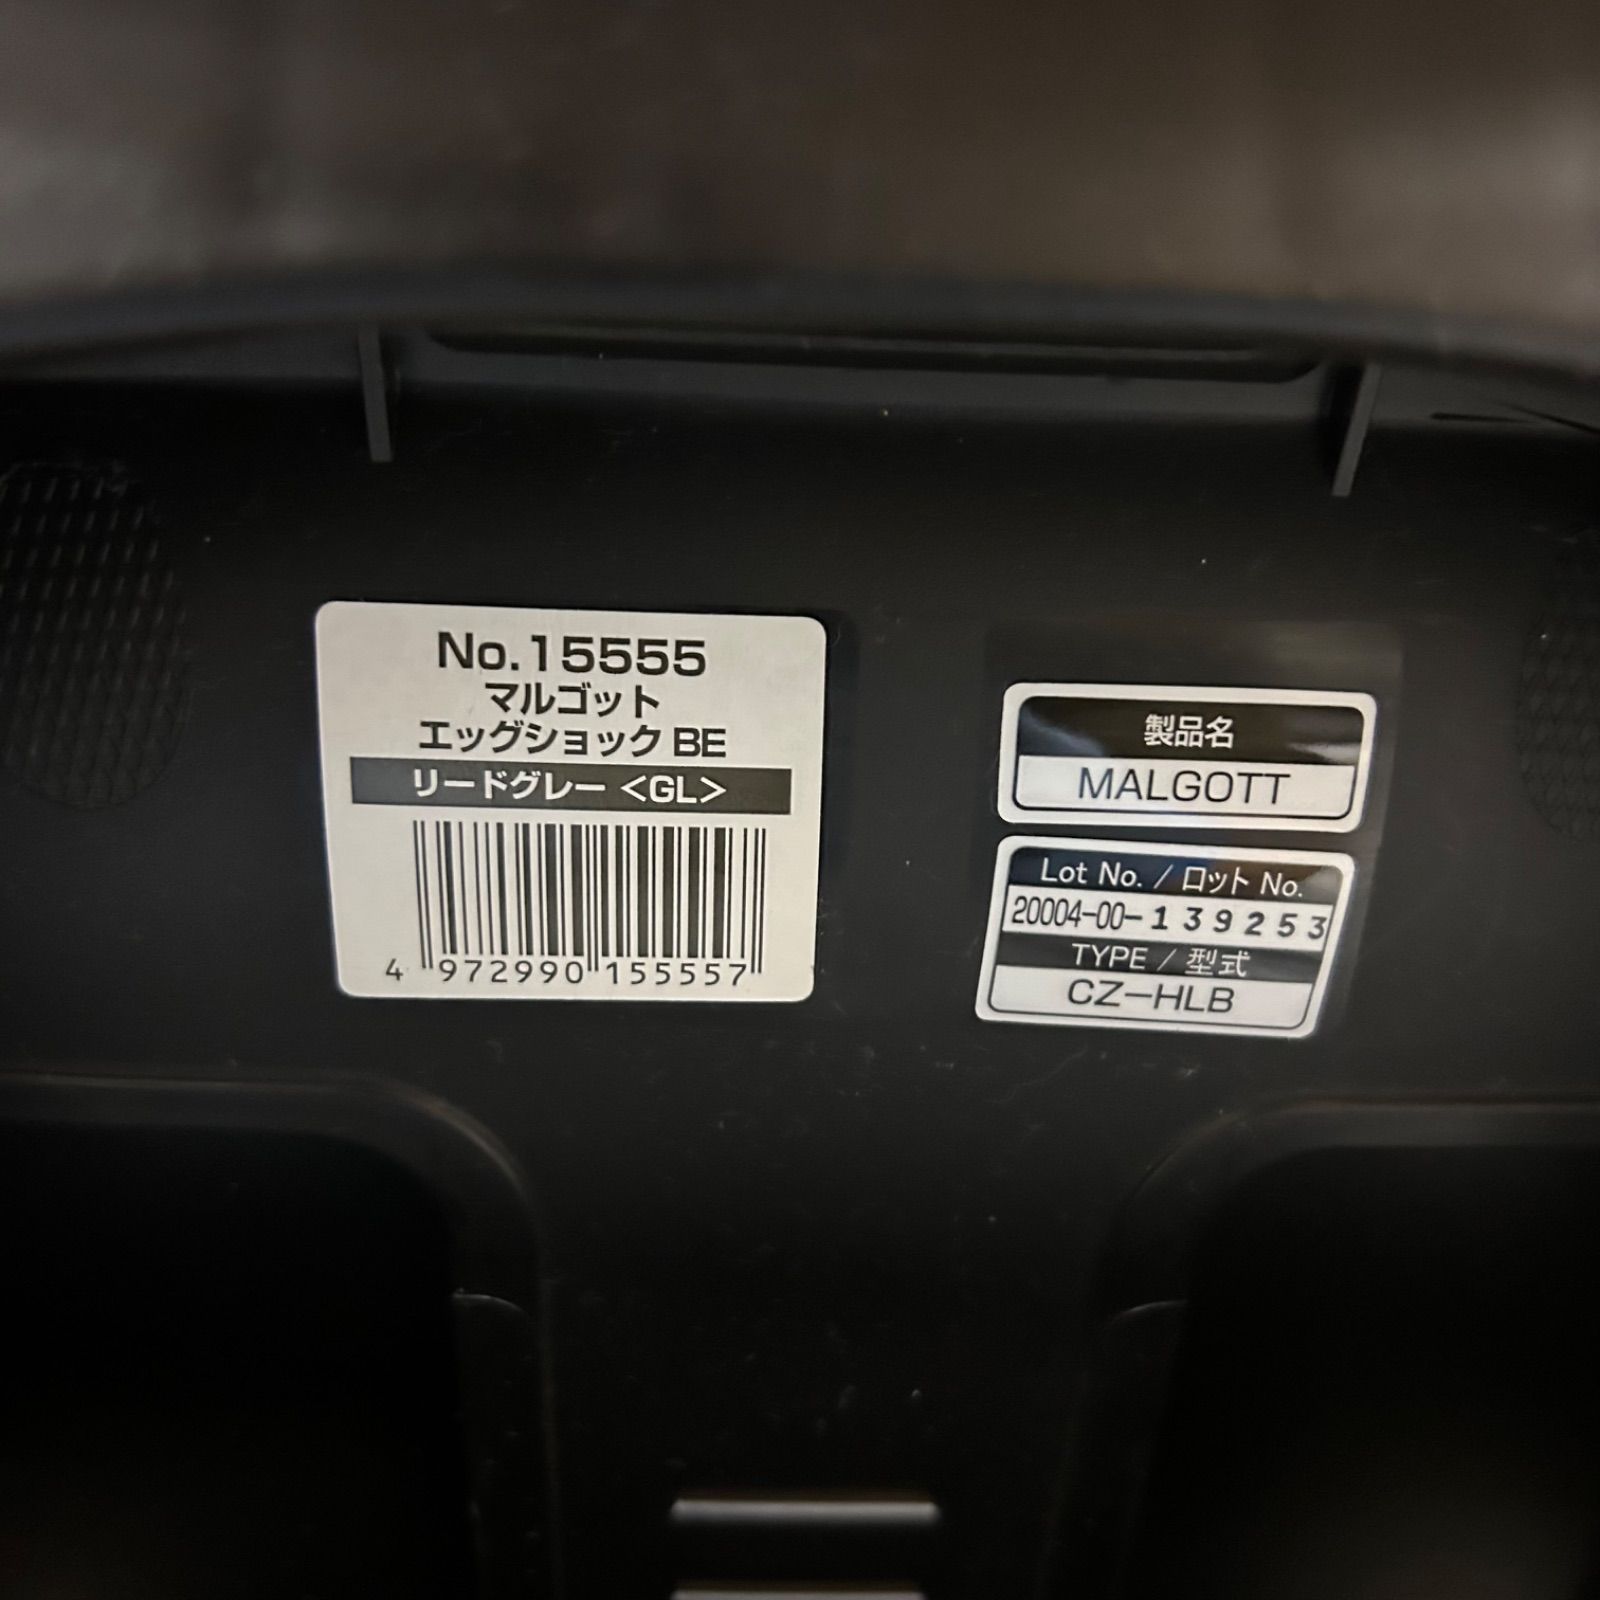 No.15555
マルゴット
エッグショック BE
リードグレー <GL>
4 972990 155557
製品名
MALGOTT
Lot No. / ロット No.
20004-00-139253
TYPE / 型式
CZ-HLB